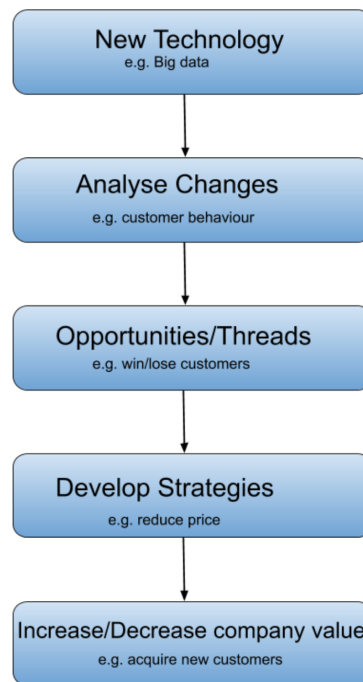 New Technology
e.g. Big data
Analyse Changes
e.g. customer behaviour
Opportunities/Threads
e.g. win/lose customers
Develop Strategies
e.g. reduce price
Increase/Decrease company value
e.g. acquire new customers